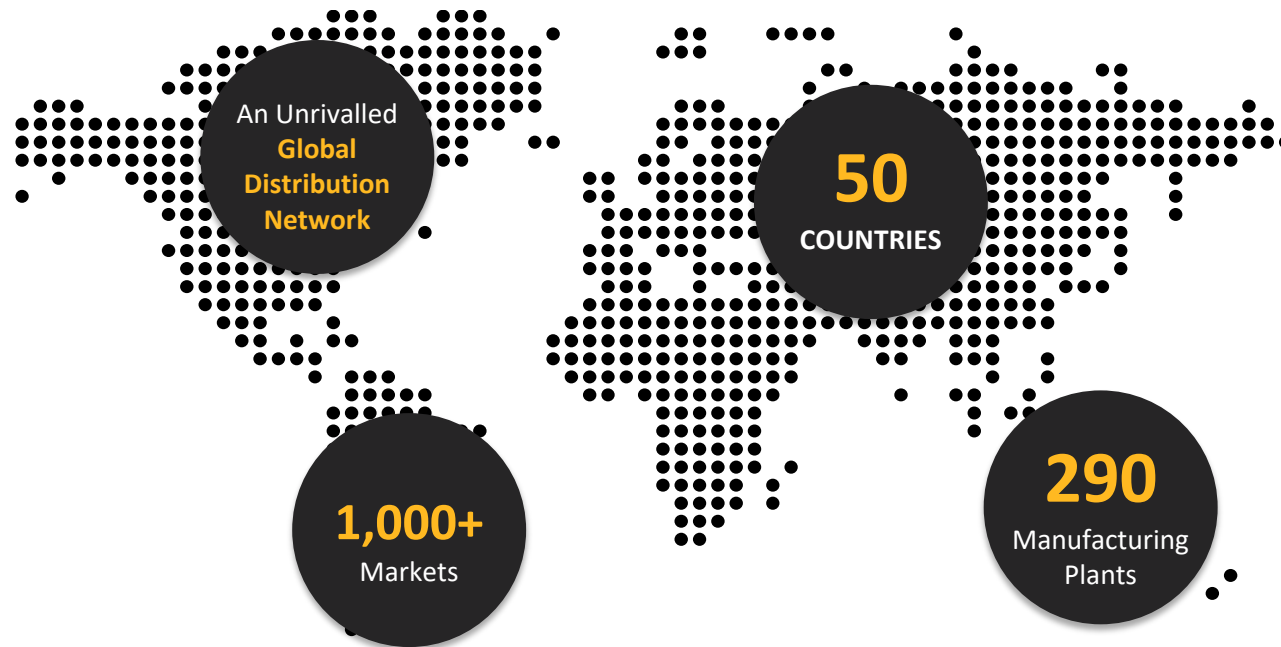 An Unrivalled
Global
Distribution
Network
50
COUNTRIES
1,000+
Markets
290
Manufacturing
Plants